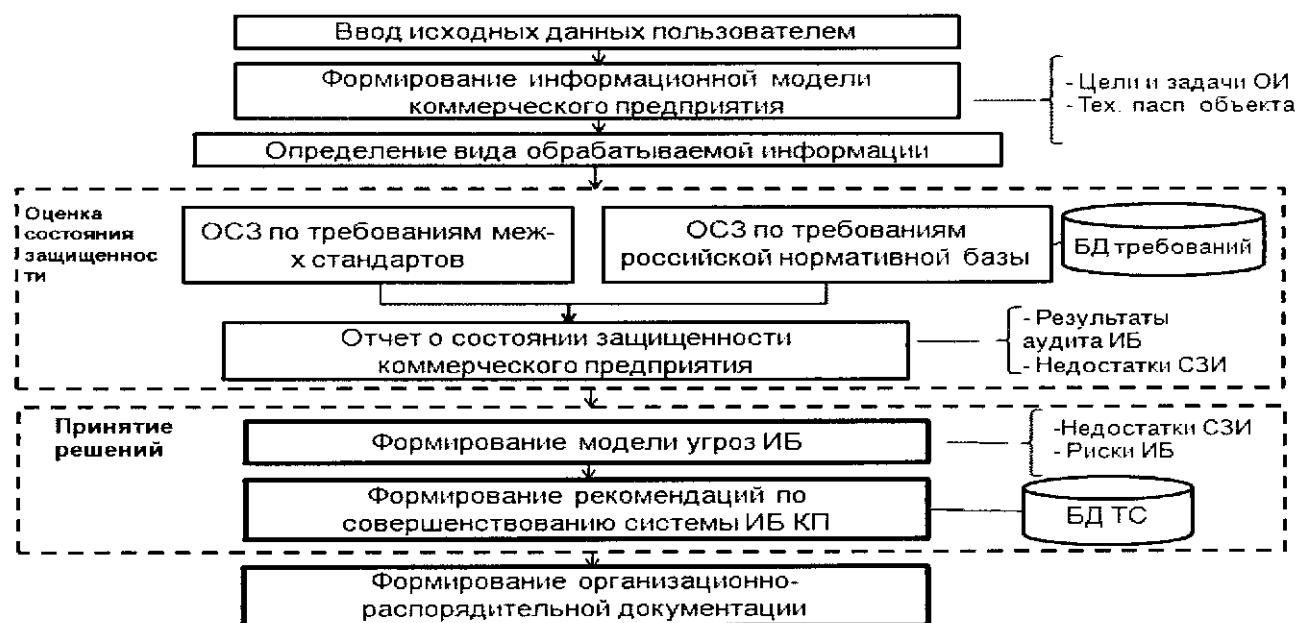 Ввод исходных данных пользователем
Формирование информационной модели
коммерческого предприятия
- Цели и задачи ОИ
- Тех. пасп объекта
Определение вида обрабатываемой информации
Оценка
состояния
защищеннос
ти
ОСЗ по требованиям меж-
х стандартов
ОСЗ по требованиям
российской нормативной базы
БД требований
Отчет о состоянии защищенности
коммерческого предприятия
- Результаты
аудита ИБ
- Недостатки СЗИ
Принятие
решений
Формирование модели угроз ИБ
-Недостатки СЗИ
- Риски ИБ
Формирование рекомендаций по
совершенствованию системы ИБ КП
БД ТС
Формирование организационно-
распорядительной документации